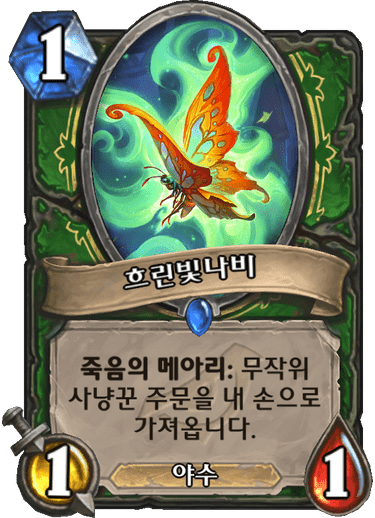 1
흐린빛나비
죽음의 메아리: 무작위
사냥꾼 주문을 내 손으로
가져옵니다.
1
야수
1